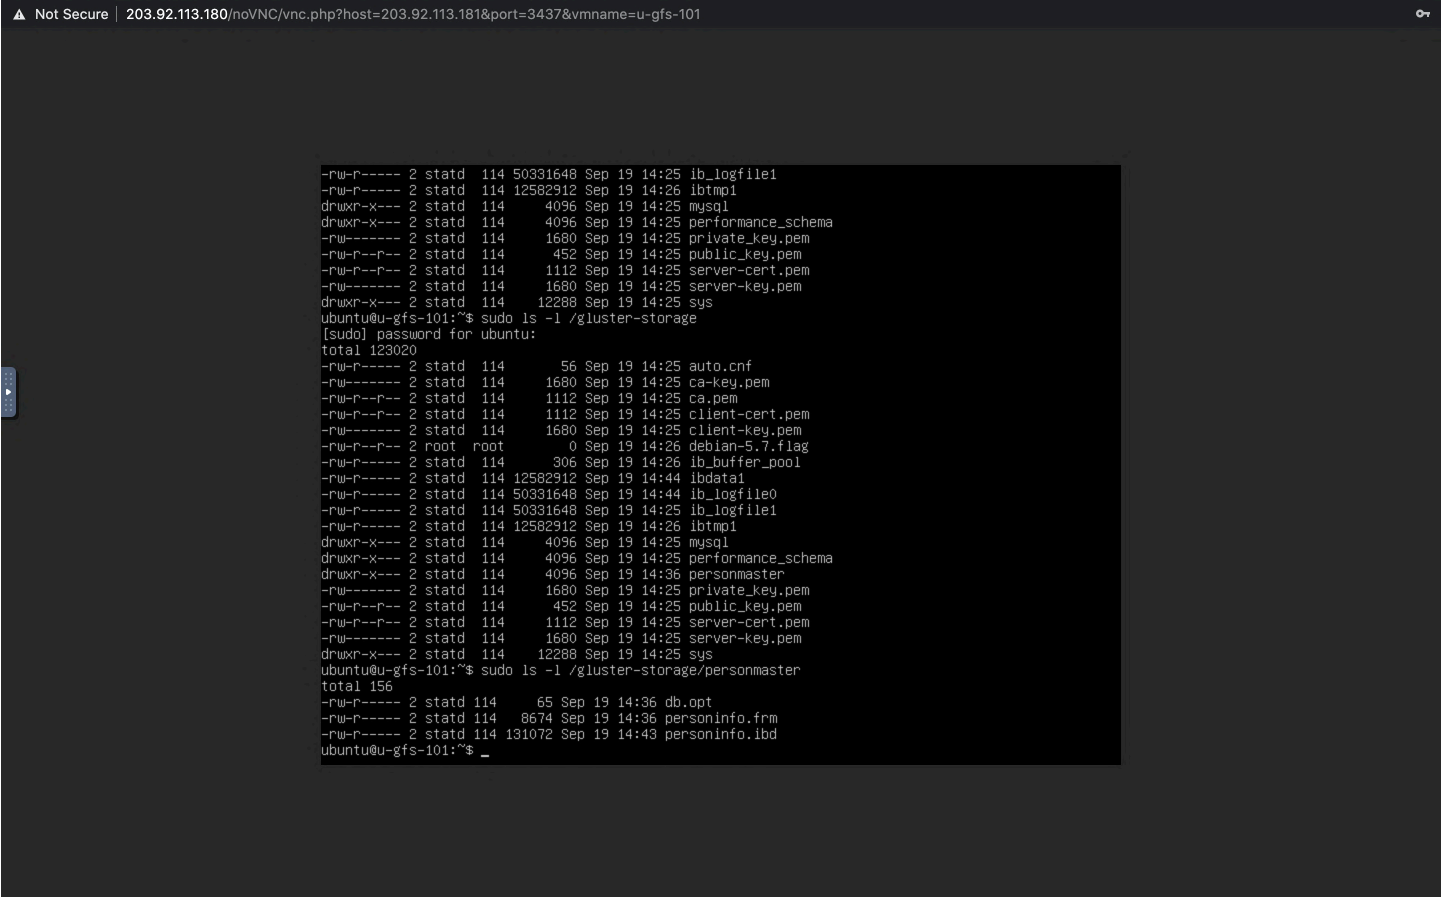 Not Secure 203.92.113.180/noVNC/vnc.php?host=203.92.113.181&port=3437&vmname=u-gfs-101
-rw-r----- 2 statd  114 50331648 Sep 19 14:25 ib_logfile1
-rw-r----- 2 statd  114 12582912 Sep 19 14:26 ibtmp1
drwxr-x--- 2 statd  114     4096 Sep 19 14:25 mysql
drwxr-x--- 2 statd  114     4096 Sep 19 14:25 performance_schema
-rw------- 2 statd  114     1680 Sep 19 14:25 private_key.pem
-rw-r--r-- 2 statd  114      452 Sep 19 14:25 public_key.pem
-rw-r--r-- 2 statd  114     1112 Sep 19 14:25 server-cert.pem
-rw------- 2 statd  114     1680 Sep 19 14:25 server-key.pem
drwxr-x--- 2 statd  114    12288 Sep 19 14:25 sys
ubuntu@u-gfs-101:~$ sudo ls -l /gluster-storage
[sudo] password for ubuntu:
total 123020
-rw-r----- 2 statd  114       56 Sep 19 14:25 auto.cnf
-rw------- 2 statd  114     1680 Sep 19 14:25 ca-key.pem
-rw-r--r-- 2 statd  114     1112 Sep 19 14:25 ca.pem
-rw-r--r-- 2 statd  114     1112 Sep 19 14:25 client-cert.pem
-rw------- 2 statd  114     1680 Sep 19 14:25 client-key.pem
-rw-r--r-- 2 root  root        0 Sep 19 14:26 debian-5.7.flag
-rw-r----- 2 statd  114      306 Sep 19 14:26 ib_buffer_pool
-rw-r----- 2 statd  114 12582912 Sep 19 14:44 ibdata1
-rw-r----- 2 statd  114 50331648 Sep 19 14:44 ib_logfile0
-rw-r----- 2 statd  114 50331648 Sep 19 14:25 ib_logfile1
-rw-r----- 2 statd  114 12582912 Sep 19 14:26 ibtmp1
drwxr-x--- 2 statd  114     4096 Sep 19 14:25 mysql
drwxr-x--- 2 statd  114     4096 Sep 19 14:25 performance_schema
drwxr-x--- 2 statd  114     4096 Sep 19 14:36 personmaster
-rw------- 2 statd  114     1680 Sep 19 14:25 private_key.pem
-rw-r--r-- 2 statd  114      452 Sep 19 14:25 public_key.pem
-rw-r--r-- 2 statd  114     1112 Sep 19 14:25 server-cert.pem
-rw------- 2 statd  114     1680 Sep 19 14:25 server-key.pem
drwxr-x--- 2 statd  114    12288 Sep 19 14:25 sys
ubuntu@u-gfs-101:~$ sudo ls -l /gluster-storage/personmaster
total 156
-rw-r----- 2 statd 114     65 Sep 19 14:36 db.opt
-rw-r----- 2 statd 114   8674 Sep 19 14:36 personinfo.frm
-rw-r----- 2 statd 114 131072 Sep 19 14:43 personinfo.ibd
ubuntu@u-gfs-101:~$ _